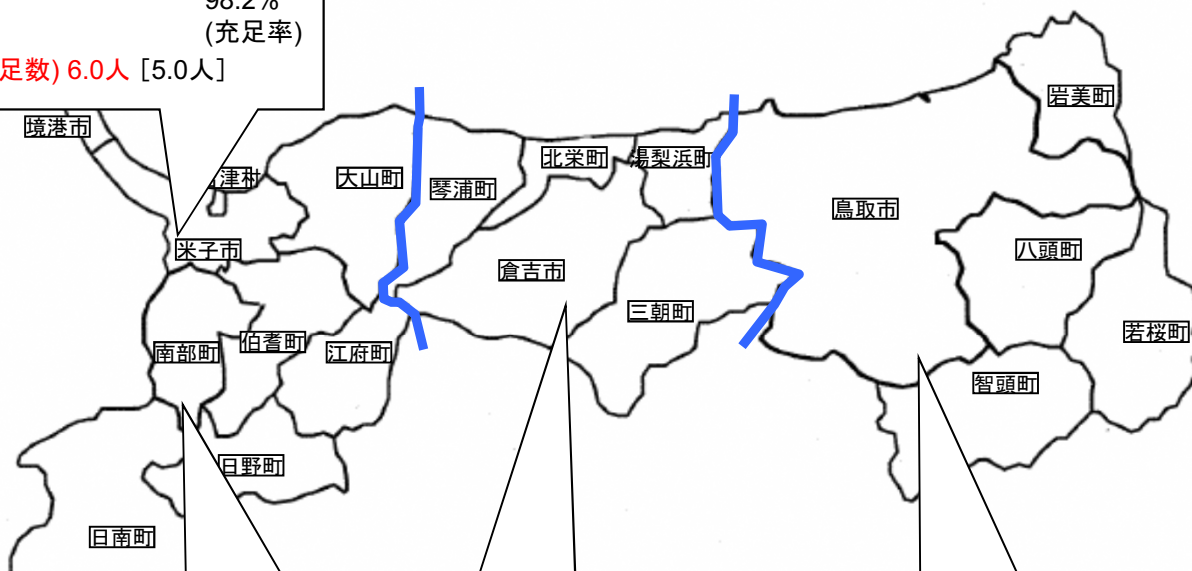 98.2%
(充足率)
足数) 6.0人 [5.0人]
境港市
岩美町
北栄町
湯梨浜町
津村
大山町
琴浦町
鳥取市
米子市
八頭町
倉吉市
三朝町
若桜町
伯耆町
南部町
江府町
智頭町
日野町
日南町